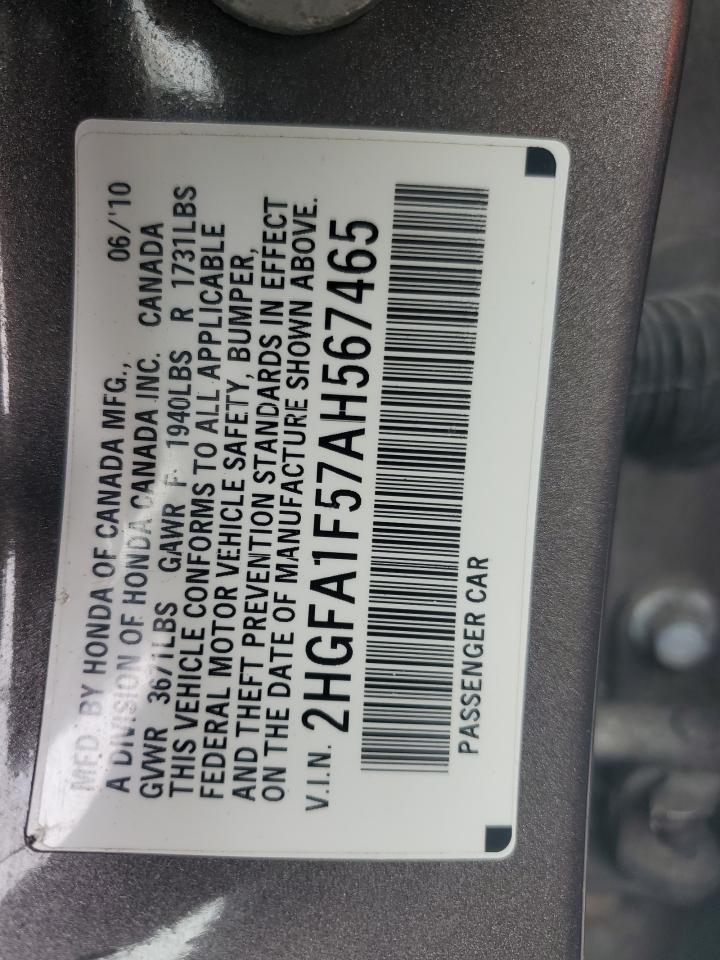 MFD. BY HONDA OF CANADA MFG., 06/'10
A DIVISION OF HONDA CANADA INC. CANADA
GVWR 3671LBS GAWR F 1940LBS R 1731LBS
THIS VEHICLE CONFORMS TO ALL APPLICABLE
FEDERAL MOTOR VEHICLE SAFETY, BUMPER,
AND THEFT PREVENTION STANDARDS IN EFFECT
ON THE DATE OF MANUFACTURE SHOWN ABOVE.
V.I.N. 2HGFA1F57AH567465
PASSENGER CAR